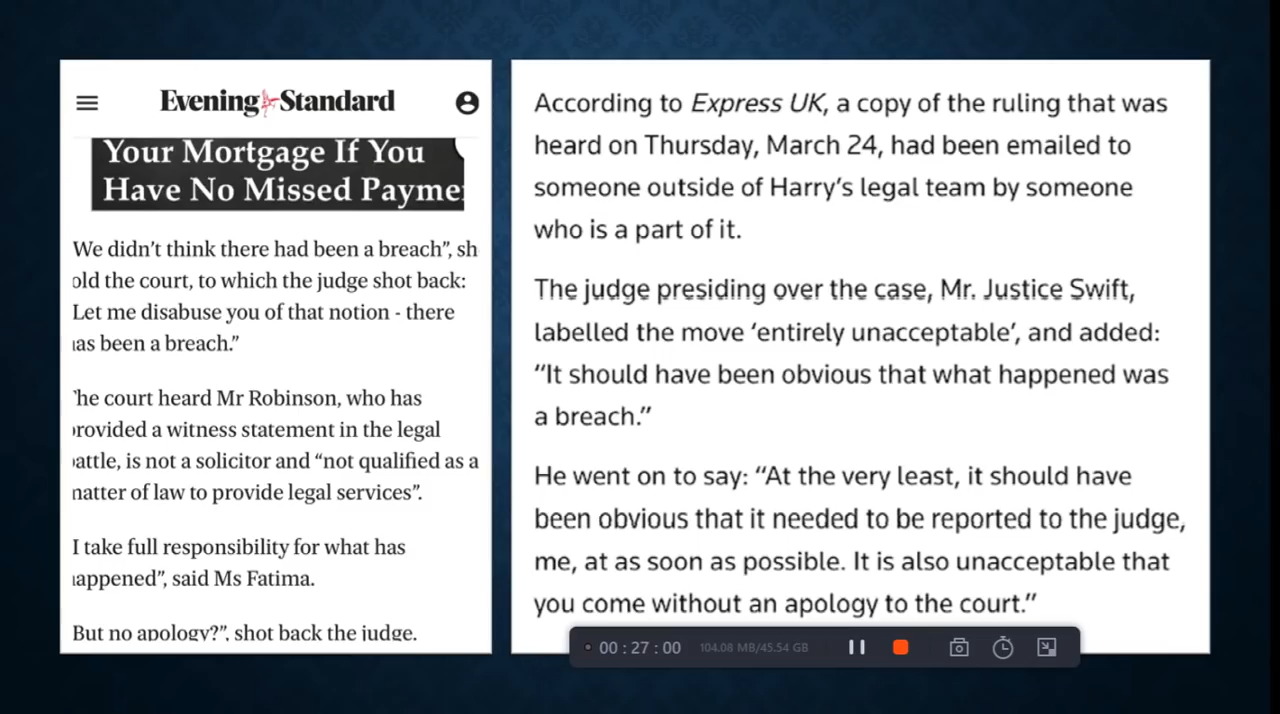 Evening Standard
Your Mortgage If You
Have No Missed Payme
We didn’t think there had been a breach”, sh
old the court, to which the judge shot back:
Let me disabuse you of that notion - there
as been a breach.”
he court heard Mr Robinson, who has
rovided a witness statement in the legal
attle, is not a solicitor and “not qualified as a
matter of law to provide legal services”.
I take full responsibility for what has
appened”, said Ms Fatima.
But no apology?”, shot back the judge.
According to Express UK, a copy of the ruling that was
heard on Thursday, March 24, had been emailed to
someone outside of Harry’s legal team by someone
who is a part of it.
The judge presiding over the case, Mr. Justice Swift,
labelled the move ‘entirely unacceptable’, and added:
“It should have been obvious that what happened was
a breach.”
He went on to say: “At the very least, it should have
been obvious that it needed to be reported to the judge,
me, at as soon as possible. It is also unacceptable that
you come without an apology to the court.”
00 : 27 : 00 104.08 MB/45.54 GB